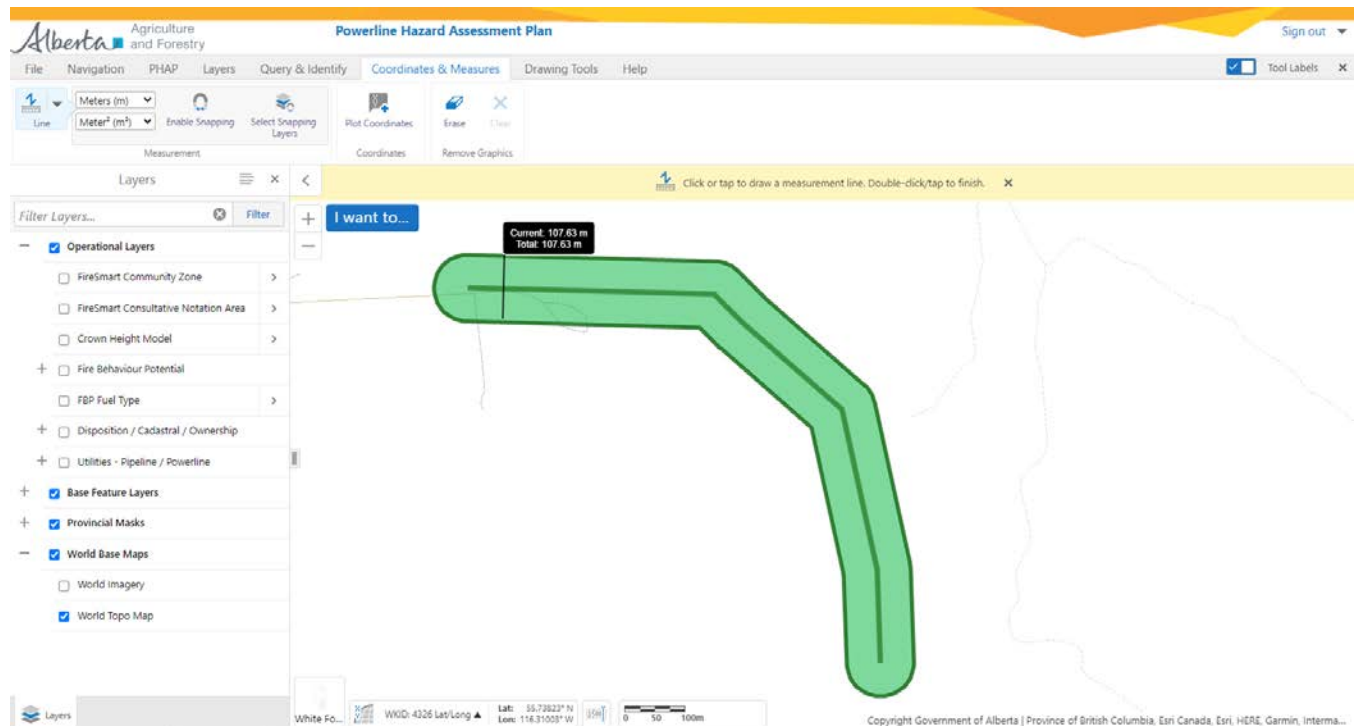 Alberta
Agriculture
and Forestry
Powerline Hazard Assessment Plan
Sign out
File Navigation PHAP Layers Query & Identify Coordinates & Measures Drawing Tools Help
Tool Labels
Line
Meters (m)
Meter² (m²)
Enable Snapping
Select Snapping
Layers
Plot Coordinates
Erase
Clear
Measurement
Coordinates
Remove Graphics
Layers
Click or tap to draw a measurement line. Double-click/tap to finish.
Filter Layers...
Filter
I want to...
Current: 107.63 m
Total: 107.63 m
Operational Layers
FireSmart Community Zone
FireSmart Consultative Notation Area
Crown Height Model
Fire Behaviour Potential
FBP Fuel Type
Disposition / Cadastral / Ownership
Utilities - Pipeline / Powerline
Base Feature Layers
Provincial Masks
World Base Maps
World Imagery
World Topo Map
Layers
White Fo...
WKID: 4326 Lat/Long
Lat: 55.73823° N
Lon: 116.31003° W
0 50 100m
Copyright Government of Alberta | Province of British Columbia, Esri Canada, Esri, HERE, Garmin, Interma...